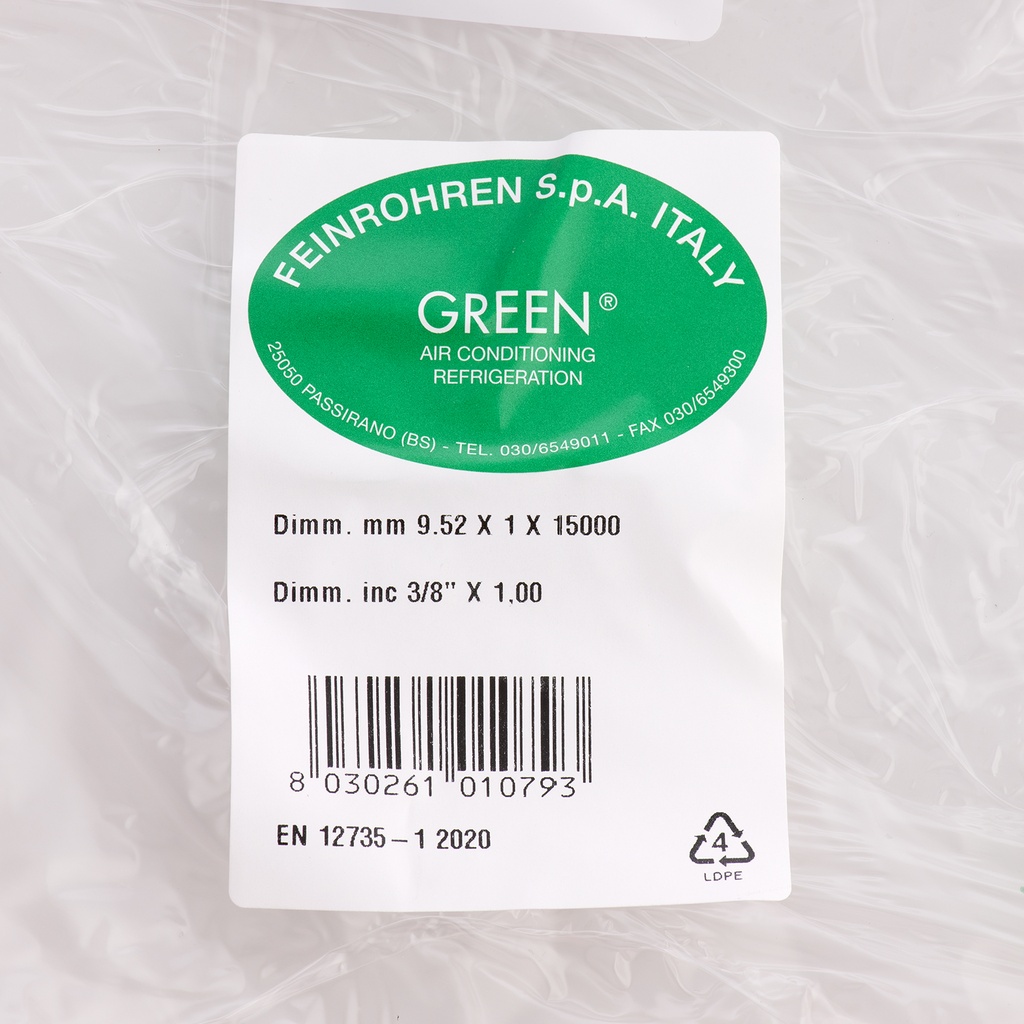 FEINROHREN S.p.A. ITALY
GREEN®
AIR CONDITIONING
REFRIGERATION
25050 PASSIRANO (BS) - TEL. 030/6549011 - FAX 030/6549300
Dimm. mm 9.52 X 1 X 15000
Dimm. inc 3/8" X 1,00
8 030261 010793
EN 12735-1 2020
4
LDPE